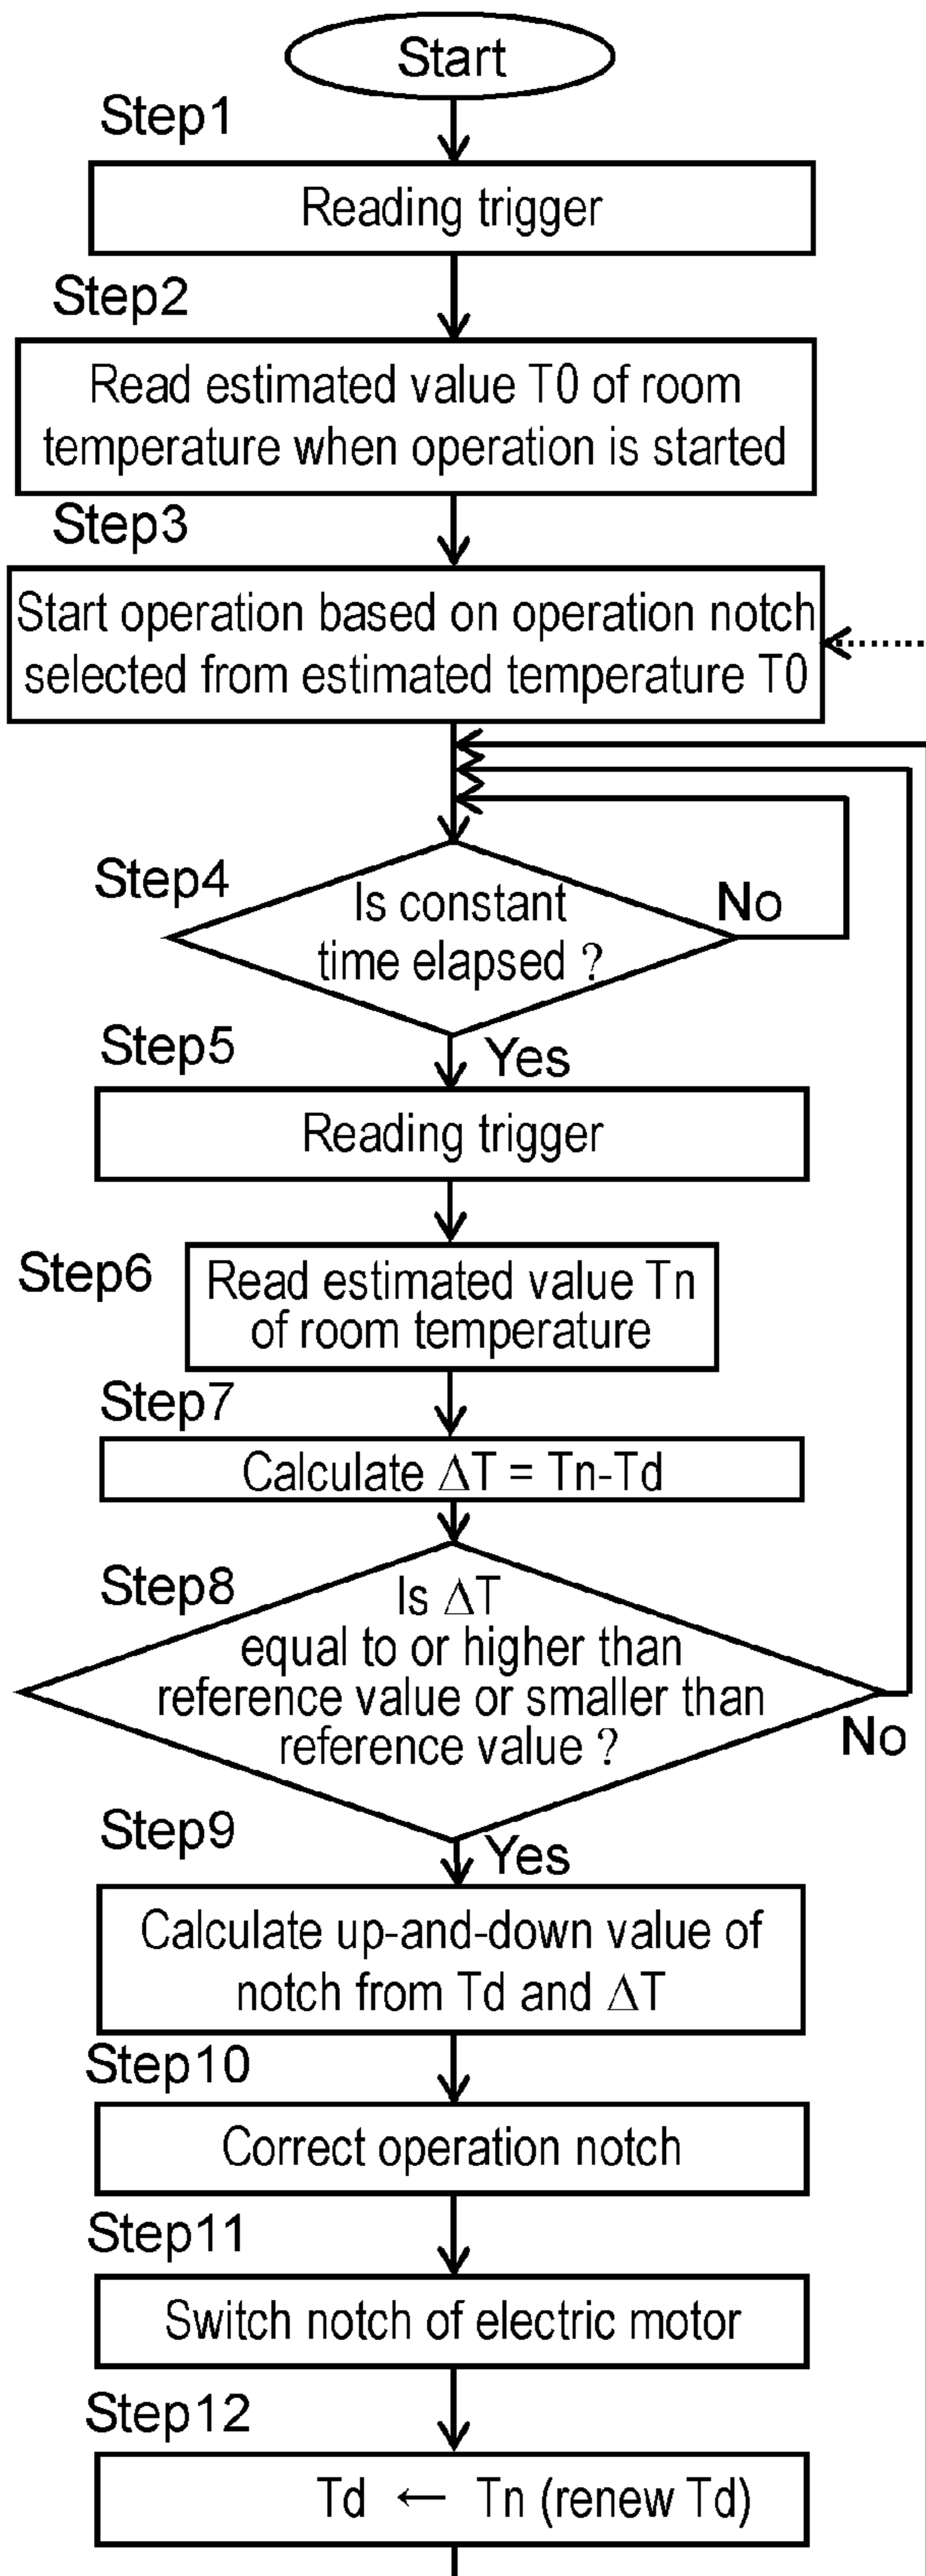 Start
Step1
Reading trigger
Step2
Read estimated value T0 of room
temperature when operation is started
Step3
Start operation based on operation notch
selected from estimated temperature T0
Step4
Is constant
time elapsed ?
No
Yes
Step5
Reading trigger
Step6
Read estimated value Tn
of room temperature
Step7
Calculate ΔT = Tn-Td
Step8
Is ΔT
equal to or higher than
reference value or smaller than
reference value ?
No
Yes
Step9
Calculate up-and-down value of
notch from Td and ΔT
Step10
Correct operation notch
Step11
Switch notch of electric motor
Step12
Td ← Tn (renew Td)